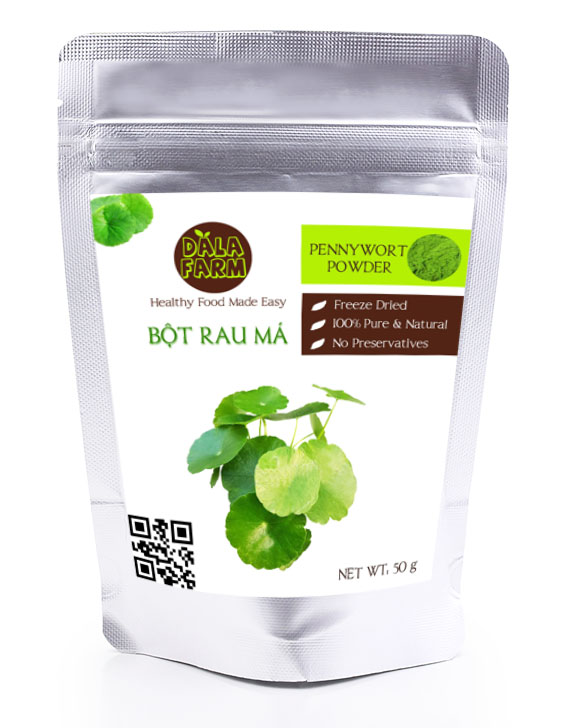 DALA
FARM
Healthy Food Made Easy
BỘT RAU MÁ
PENNYWORT
POWDER
Freeze Dried
100% Pure & Natural
No Preservatives
NET WT: 50 g